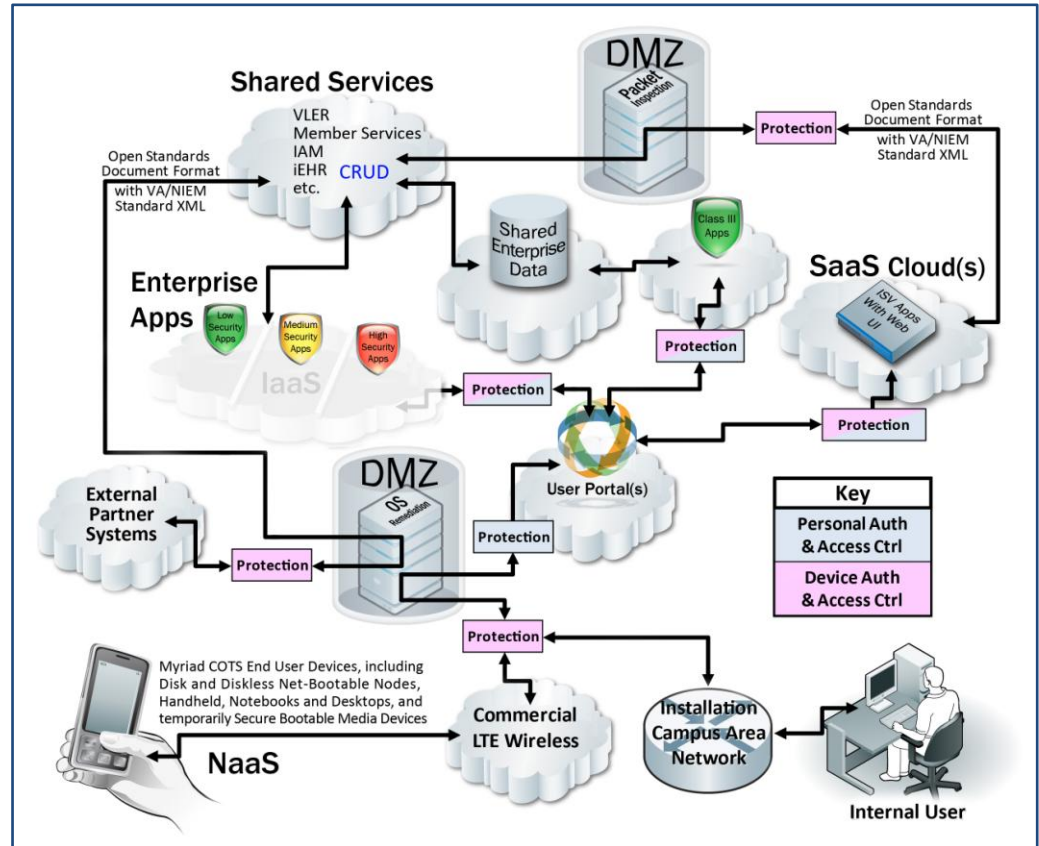 DMZ
Packet
Inspection
Shared Services
VLER
Member Services
IAM
iEHR
etc.
CRUD
Protection
Open Standards
Document Format
with VA/NIEM
Standard XML
Open Standards
Document Format
with VA/NIEM
Standard XML
Shared
Enterprise
Data
Class III
Apps
SaaS Cloud(s)
ISV Apps
With Web
UI
Enterprise
Apps
Low
Security
Apps
Medium
Security
Apps
High
Security
Apps
IaaS
Protection
Protection
Protection
User Portal(s)
DMZ
OS
Remediation
Protection
External
Partner
Systems
Protection
Key
Personal Auth
& Access Ctrl
Device Auth
& Access Ctrl
Protection
Myriad COTS End User Devices, including
Disk and Diskless Net-Bootable Nodes,
Handheld, Notebooks and Desktops, and
temporarily Secure Bootable Media Devices
NaaS
Commercial
LTE Wireless
Installation
Campus Area
Network
Internal User